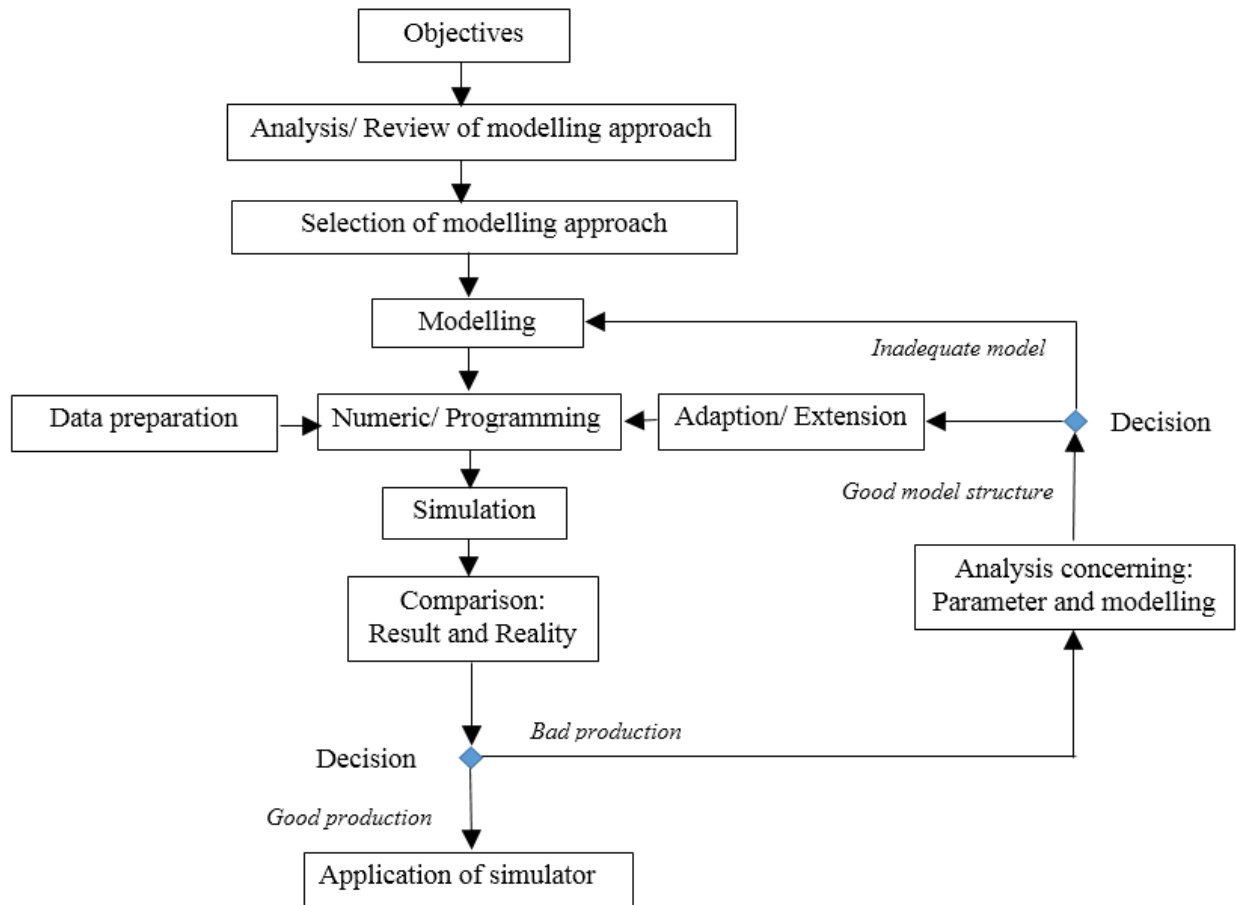 Objectives
Analysis/ Review of modelling approach
Selection of modelling approach
Modelling
Inadequate model
Data preparation
Numeric/ Programming
Adaption/ Extension
Decision
Good model structure
Simulation
Analysis concerning:
Parameter and modelling
Comparison:
Result and Reality
Bad production
Decision
Good production
Application of simulator